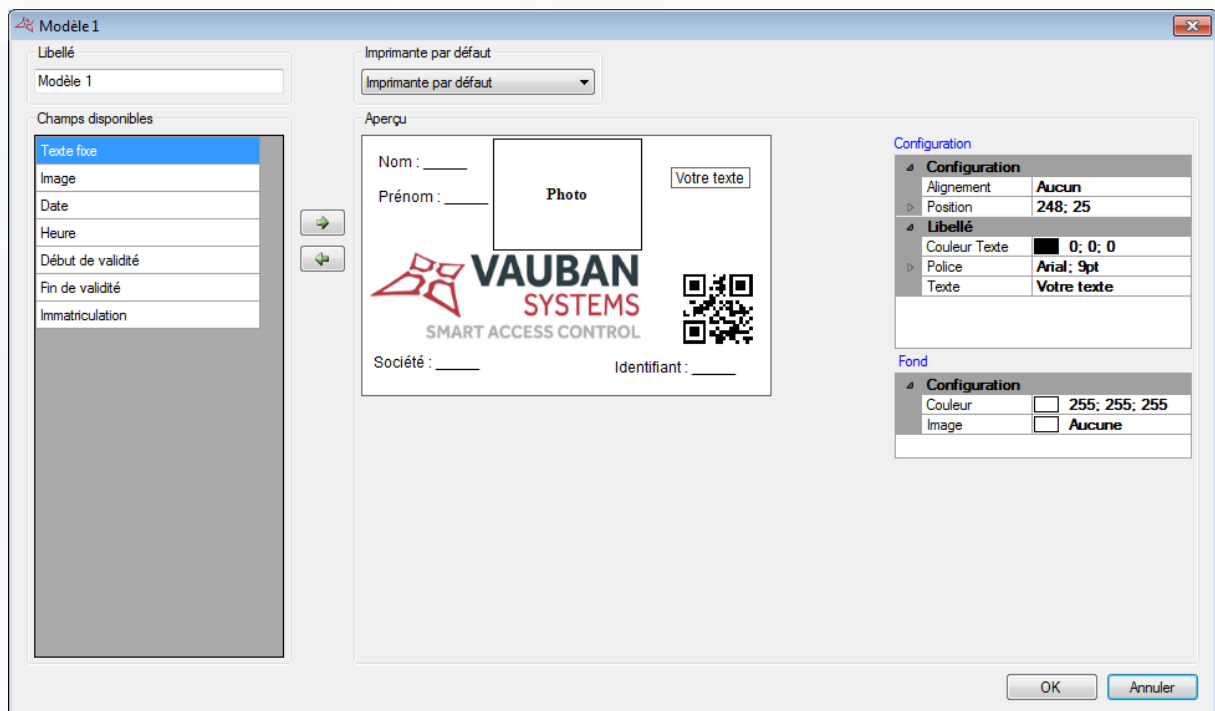 Modèle 1
Libellé
Modèle 1
Imprimante par défaut
Imprimante par défaut
Champs disponibles
Texte fixe
Image
Date
Heure
Début de validité
Fin de validité
Immatriculation
Aperçu
Nom : _____
Prénom : _____
Photo
Votre texte
VAUBAN
SYSTEMS
SMART ACCESS CONTROL
Société : _____
Identifiant : _____
Configuration
Configuration
Alignement Aucun
Position 248; 25
Libellé
Couleur Texte 0; 0; 0
Police Arial; 9pt
Texte Votre texte
Fond
Configuration
Couleur 255; 255; 255
Image Aucune
OK Annuler